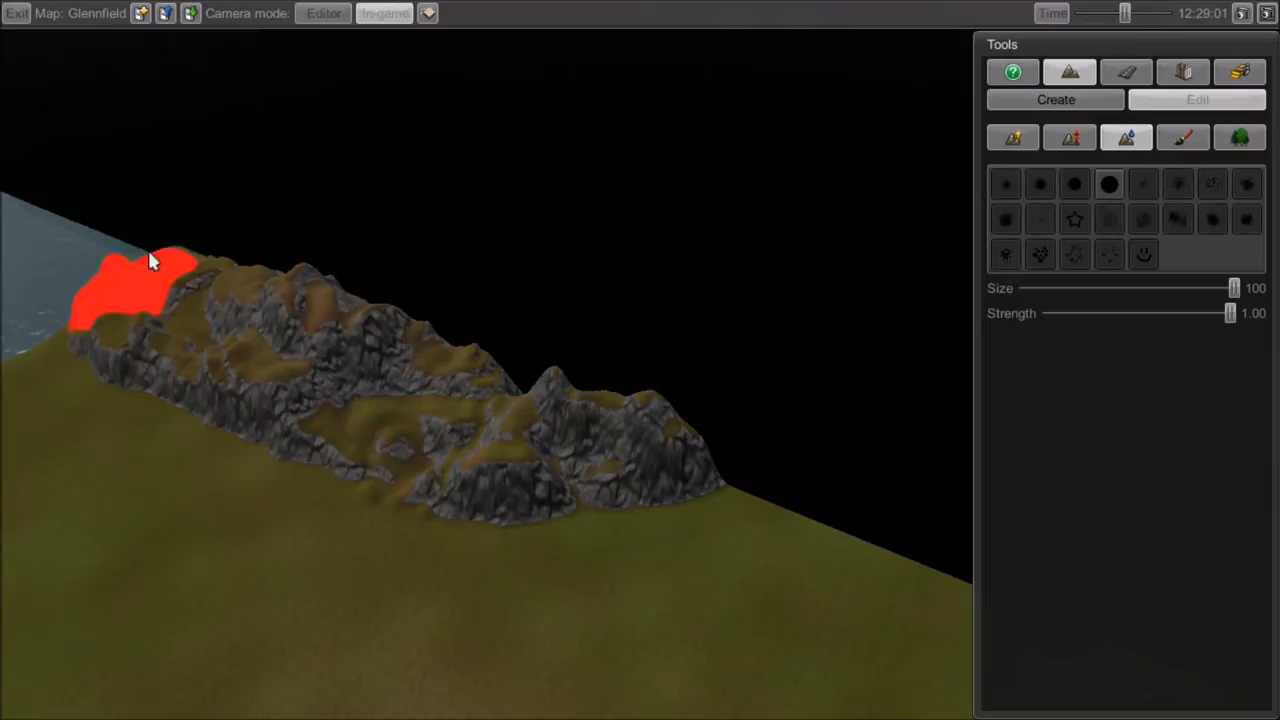 Exit Map: Glennfield Camera mode: Editor In-game Time 12:29:01
Tools
Create Edit
Size 100
Strength 1.00